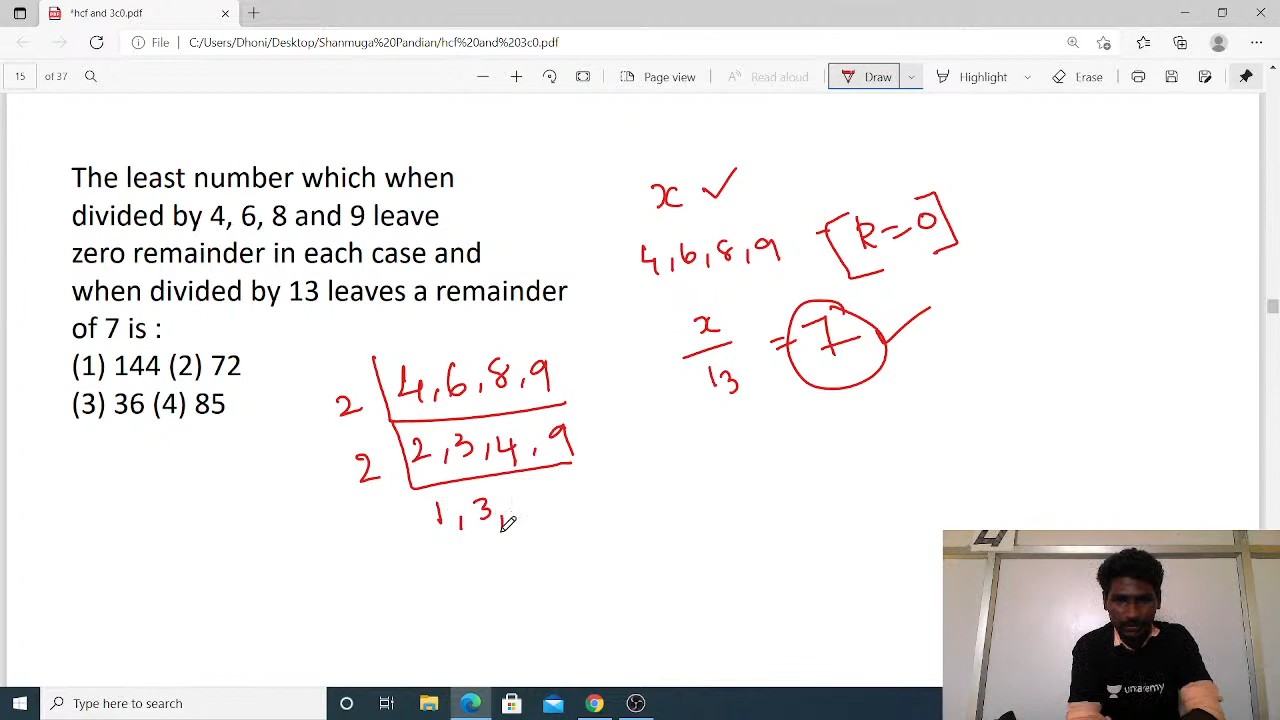 *hcf and 3c0.pdf
File
C:/Users/Dhoni/Desktop/Shanmuga%20Pandian/hcf%20and%203c0.pdf
15 of 37
Page view
Read aloud
Draw
Highlight
Erase
The least number which when
divided by 4, 6, 8 and 9 leave
zero remainder in each case and
when divided by 13 leaves a remainder
of 7 is :
(1) 144 (2) 72
(3) 36 (4) 85
2 4,6,8,9
2 2,3,4,9
1,3,
x ✓
4,6,8,9 [R=0]
x
13
= 7
unacademy
Type here to search